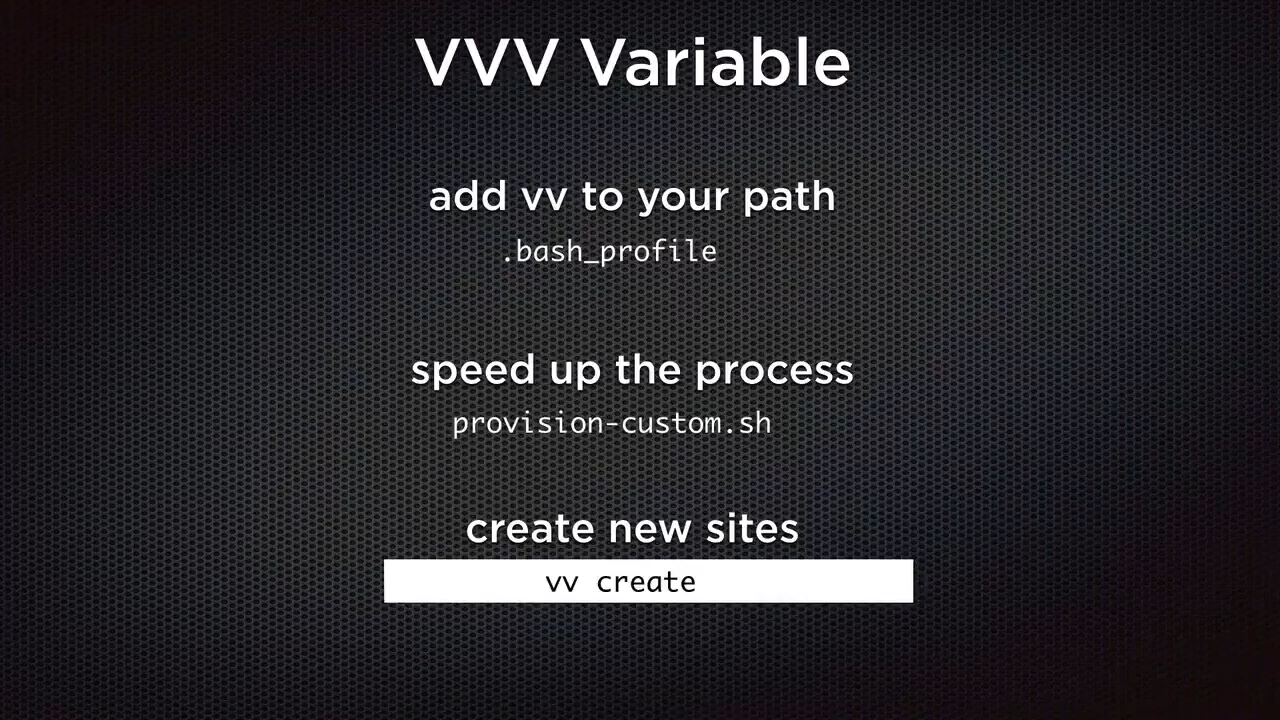 VVV Variable
add vv to your path
.bash_profile
speed up the process
provision-custom.sh
create new sites
vv create